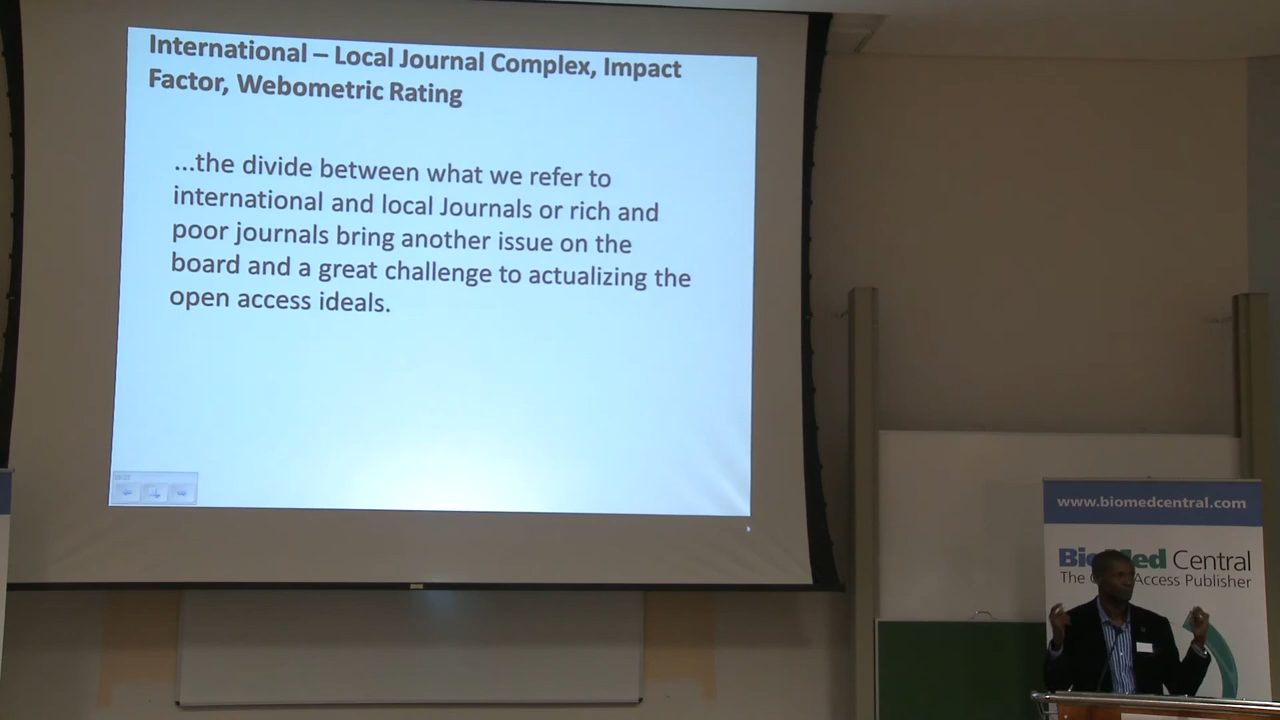 International – Local Journal Complex, Impact
Factor, Webometric Rating
...the divide between what we refer to
international and local Journals or rich and
poor journals bring another issue on the
board and a great challenge to actualizing the
open access ideals.
www.biomedcentral.com
Central
The Access Publisher